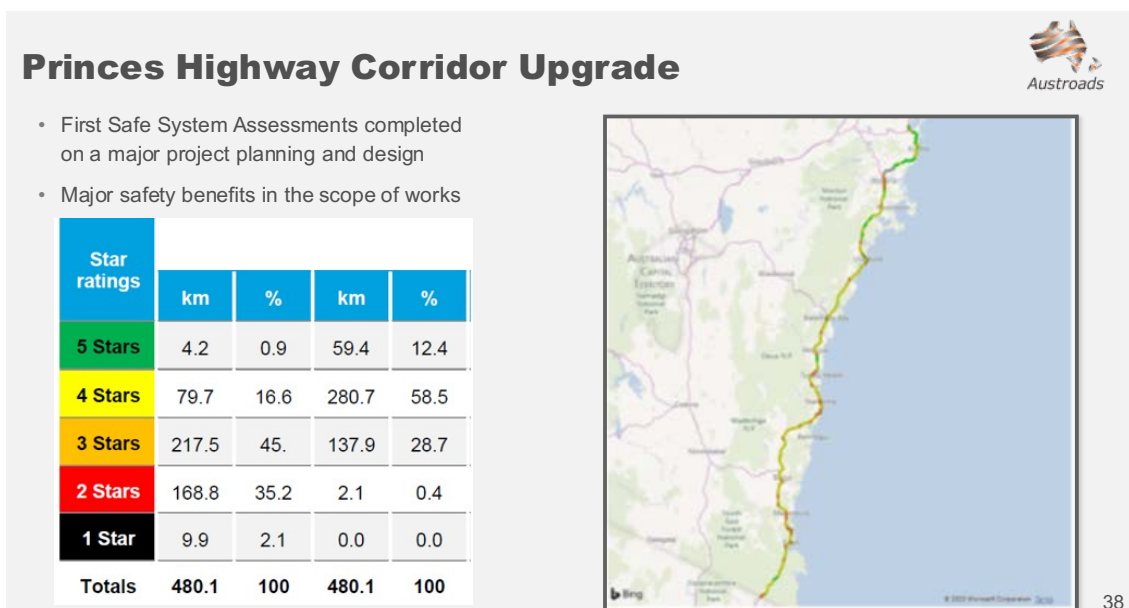 Princes Highway Corridor Upgrade
Austroads
• First Safe System Assessments completed
on a major project planning and design
• Major safety benefits in the scope of works
Star
ratings
km % km %
5 Stars 4.2 0.9 59.4 12.4
4 Stars 79.7 16.6 280.7 58.5
3 Stars 217.5 45. 137.9 28.7
2 Stars 168.8 35.2 2.1 0.4
1 Star 9.9 2.1 0.0 0.0
Totals 480.1 100 480.1 100
Australian
Capital
Territory
Deua N.P.
Bing
38